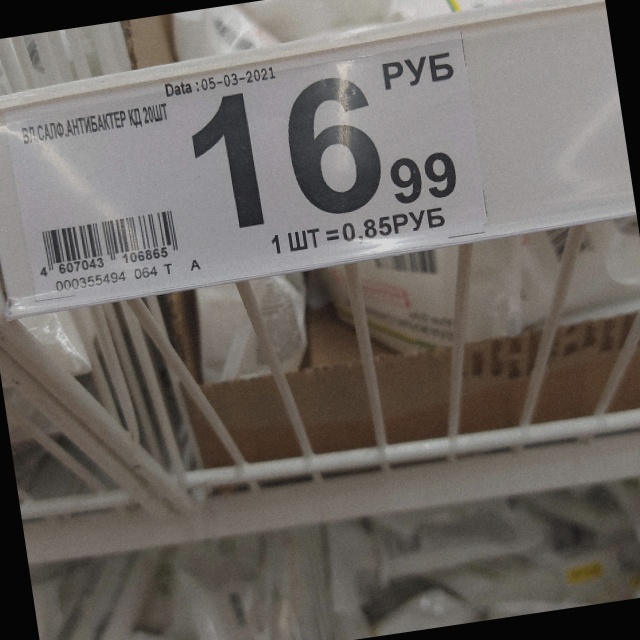 Data :05-03-2021
ВЛ.САЛФ.АНТИБАКТЕР КД 20ШТ
16 99 РУБ
1 ШТ =0.85РУБ
4 607043 106865
000355494 064 T A